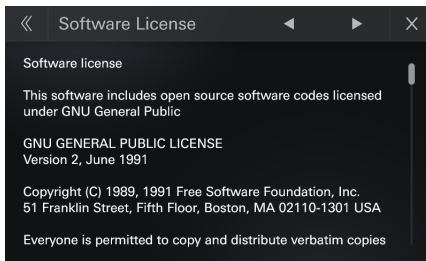 Software License
Software license
This software includes open source software codes licensed
under GNU General Public
GNU GENERAL PUBLIC LICENSE
Version 2, June 1991
Copyright (C) 1989, 1991 Free Software Foundation, Inc.
51 Franklin Street, Fifth Floor, Boston, MA 02110-1301 USA
Everyone is permitted to copy and distribute verbatim copies